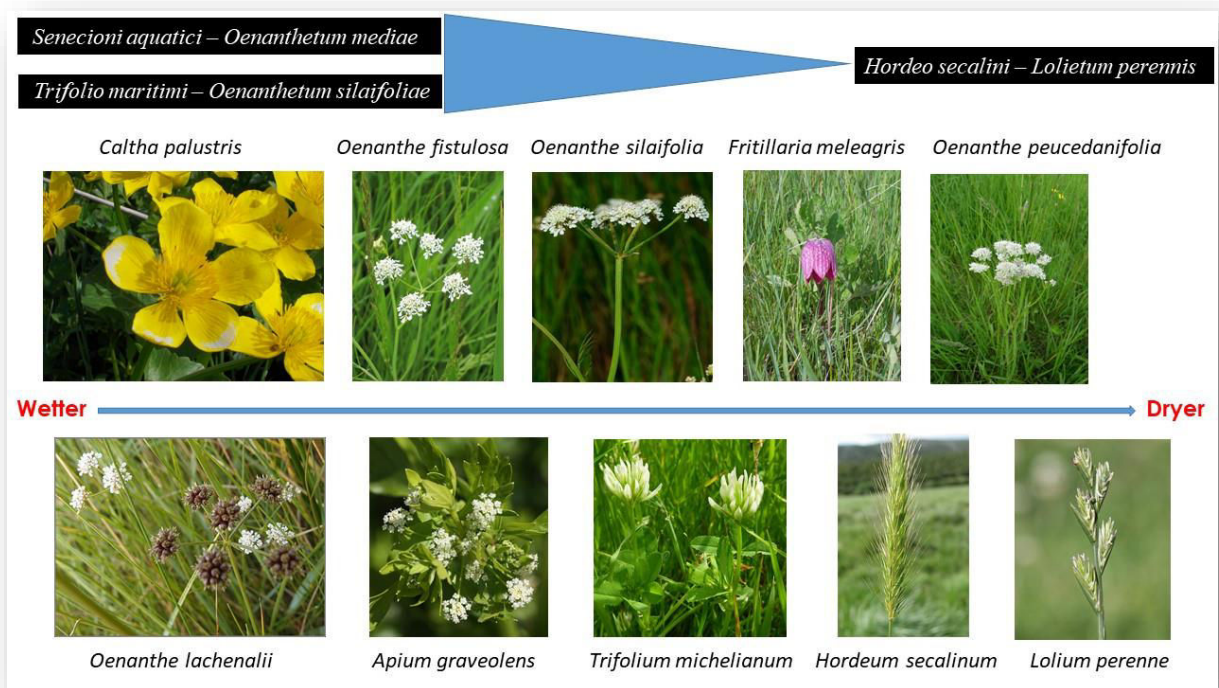 Senecioni aquatici – Oenanthetum mediae
Trifolio maritimi – Oenanthetum silaifoliae
Hordeo secalini – Lolietum perennis
Caltha palustris
Oenanthe fistulosa
Oenanthe silaifolia
Fritillaria meleagris
Oenanthe peucedanifolia
Wetter
Dryer
Oenanthe lachenalii
Apium graveolens
Trifolium michelianum
Hordeum secalinum
Lolium perenne